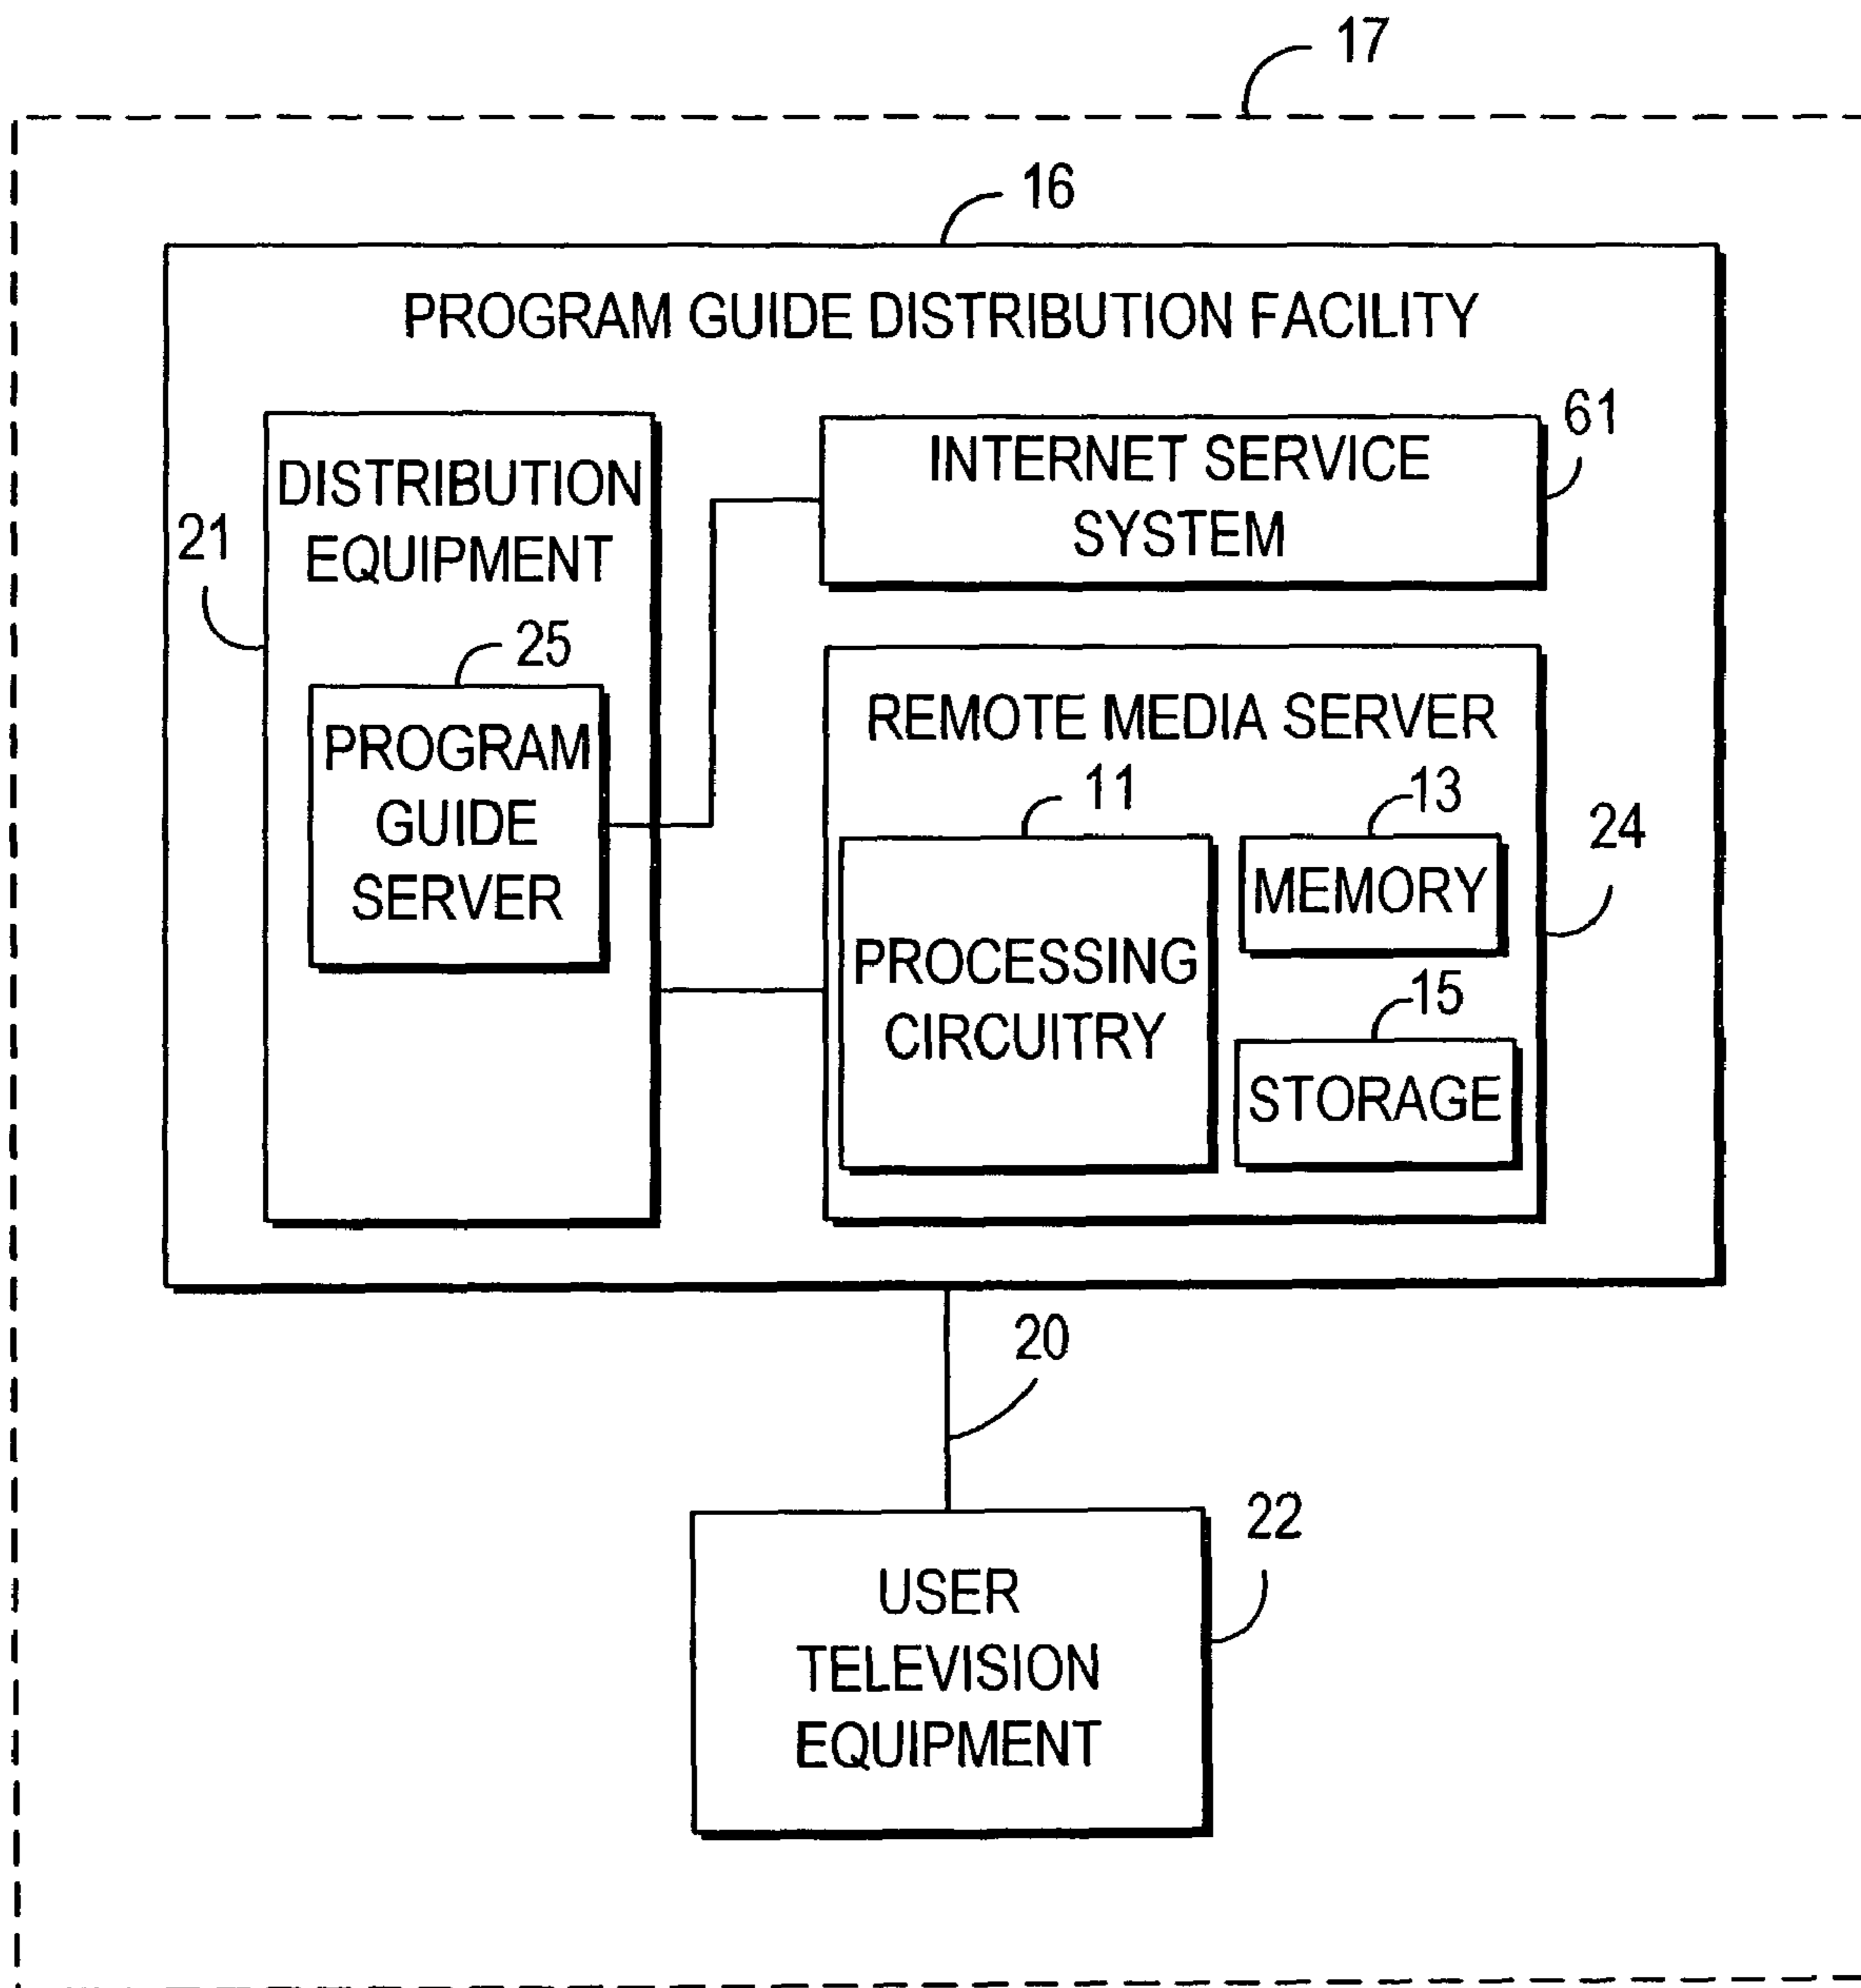 17
16
PROGRAM GUIDE DISTRIBUTION FACILITY
21
DISTRIBUTION
EQUIPMENT
25
PROGRAM
GUIDE
SERVER
INTERNET SERVICE
SYSTEM
61
REMOTE MEDIA SERVER
11
PROCESSING
CIRCUITRY
13
MEMORY
15
STORAGE
24
20
22
USER
TELEVISION
EQUIPMENT